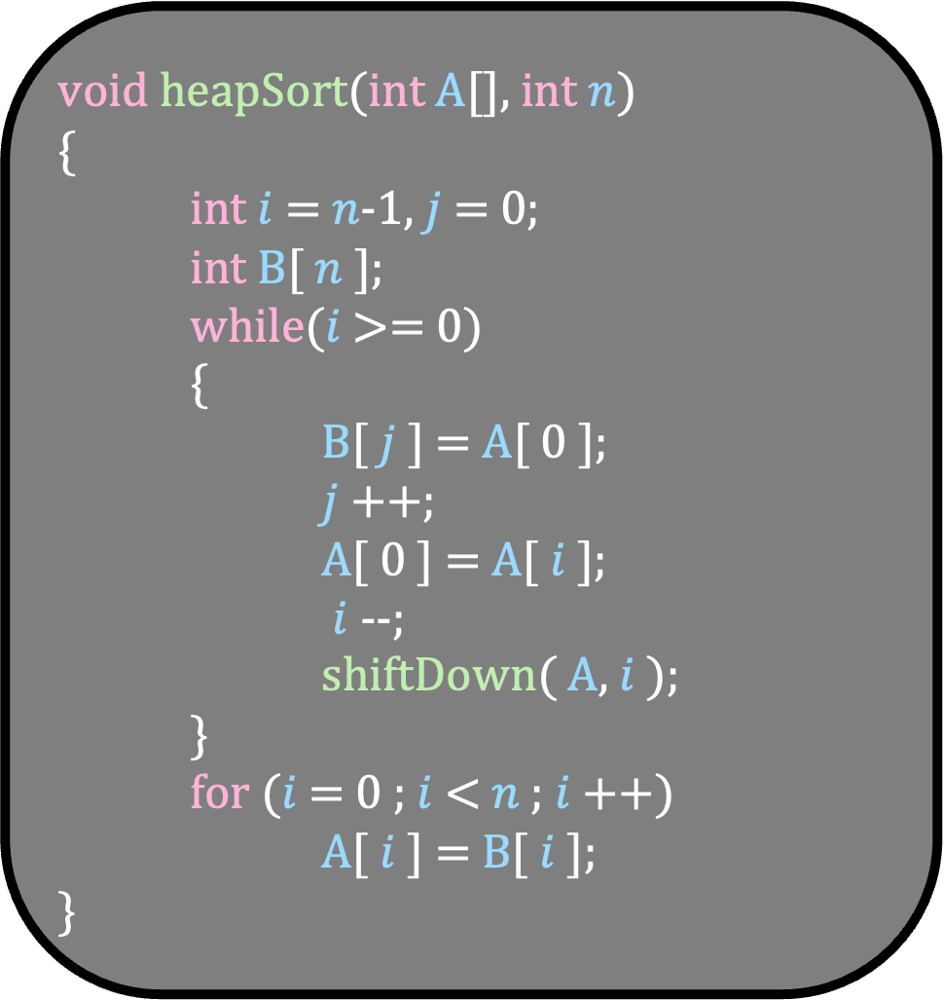 void heapSort(int A[], int n)
{
int i = n-1, j = 0;
int B[ n ];
while(i >= 0)
{
B[ j ] = A[ 0 ];
j ++;
A[ 0 ] = A[ i ];
i --;
shiftDown( A, i );
}
for (i = 0 ; i < n ; i ++)
A[ i ] = B[ i ];
}